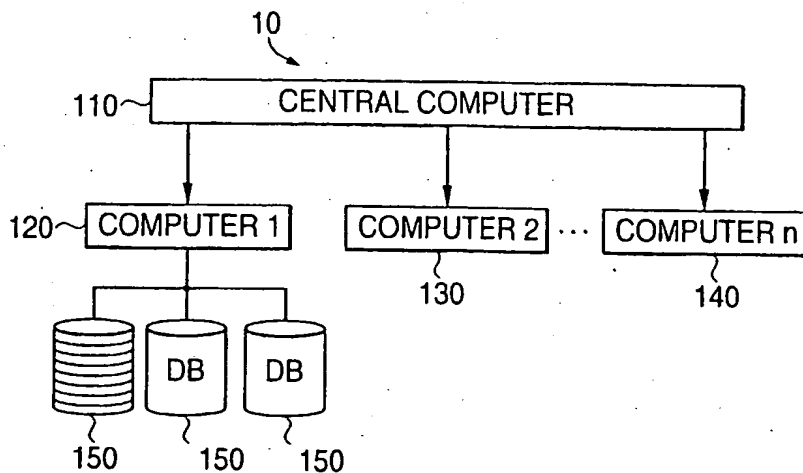 10
110 CENTRAL COMPUTER
120 COMPUTER 1 COMPUTER 2 ... COMPUTER n
130 140
DB DB
150 150 150